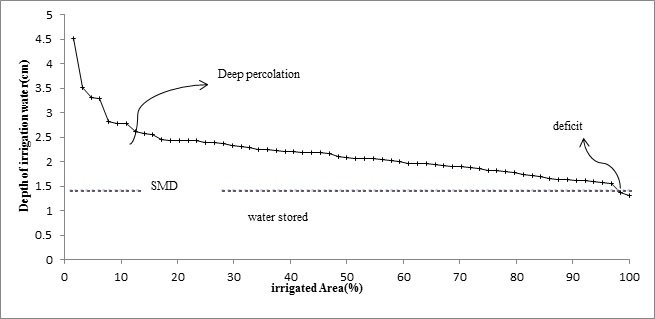 Depth of irrigation water(cm)
5
4.5
4
3.5
3
2.5
2
1.5
1
0.5
0
Deep percolation
deficit
SMD
water stored
0 10 20 30 40 50 60 70 80 90 100
irrigated Area(%)